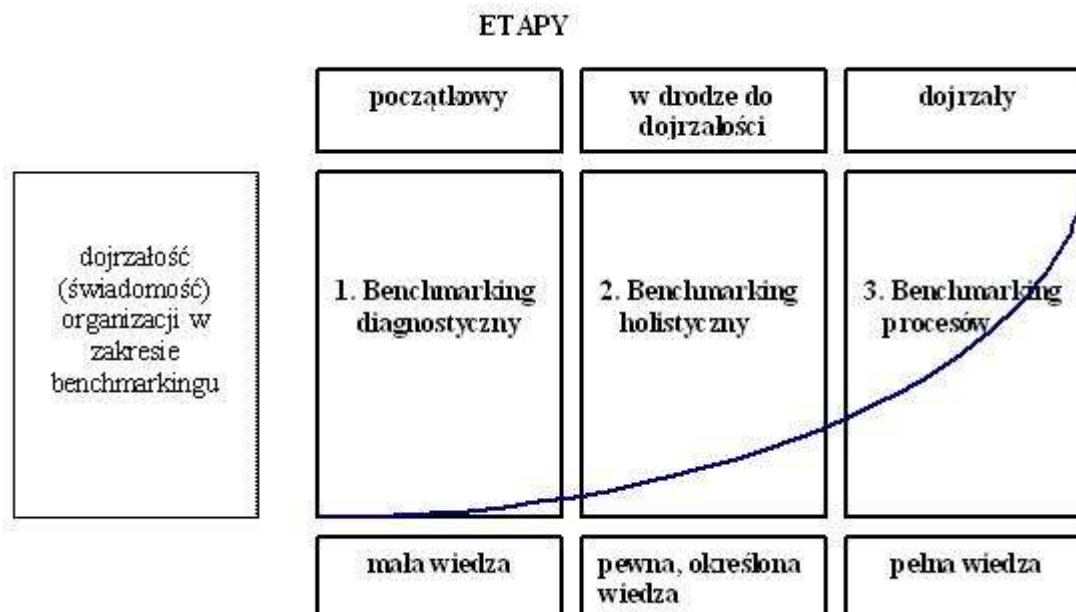 ETAPY
początkowy
w drodze do
dojrzałości
dojrzały
dojrzałość
(świadomość)
organizacji w
zakresie
benchmarkingu
1. Benchmarking
diagnostyczny
2. Benchmarking
holistyczny
3. Benchmarking
procesów
mała wiedza
pewna, określona
wiedza
pełna wiedza